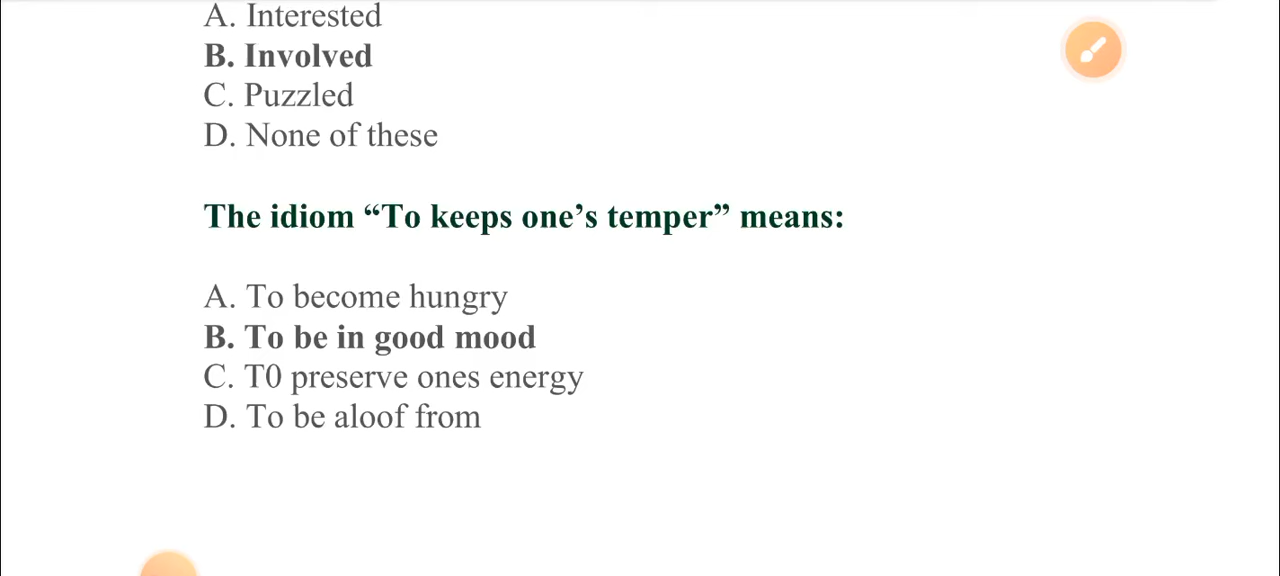 A. Interested
B. Involved
C. Puzzled
D. None of these
The idiom “To keeps one’s temper” means:
A. To become hungry
B. To be in good mood
C. T0 preserve ones energy
D. To be aloof from